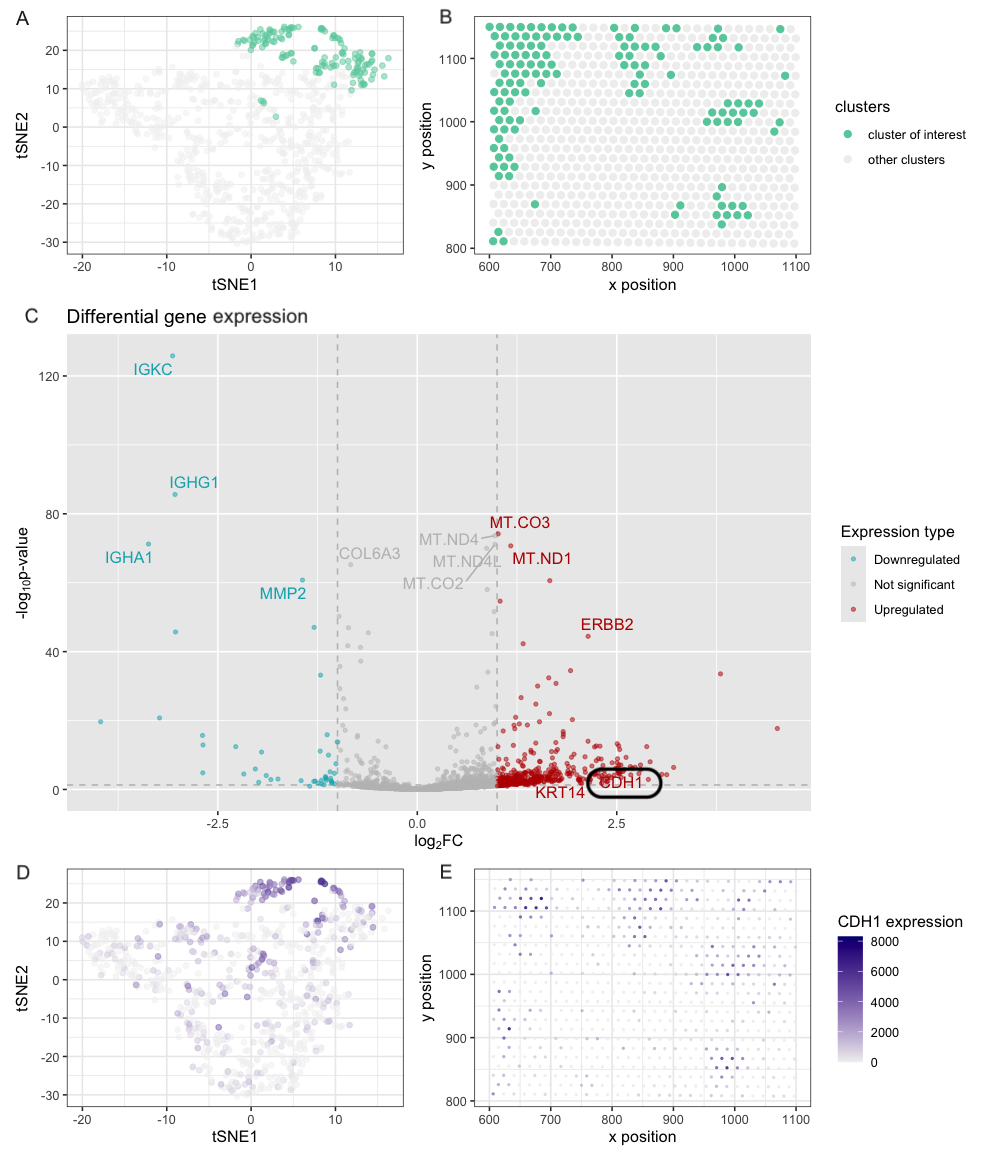 A
tSNE2
20
10
0
-10
-20
-30
-20
-10
0
10
tSNE1
B
y position
1100
1000
900
800
600
700
800
900
1000
1100
x position
clusters
cluster of interest
other clusters
C
Differential gene expression
-log10p-value
120
80
40
0
IGKC
IGHG1
IGHA1
MMP2
COL6A3
MT.ND4
MT.ND4L
MT.CO2
MT.CO3
MT.ND1
ERBB2
KRT14
CDH1
-2.5
0.0
2.5
log2FC
Expression type
Downregulated
Not significant
Upregulated
D
tSNE2
20
10
0
-10
-20
-30
-20
-10
0
10
tSNE1
E
y position
1100
1000
900
800
600
700
800
900
1000
1100
x position
CDH1 expression
8000
6000
4000
2000
0